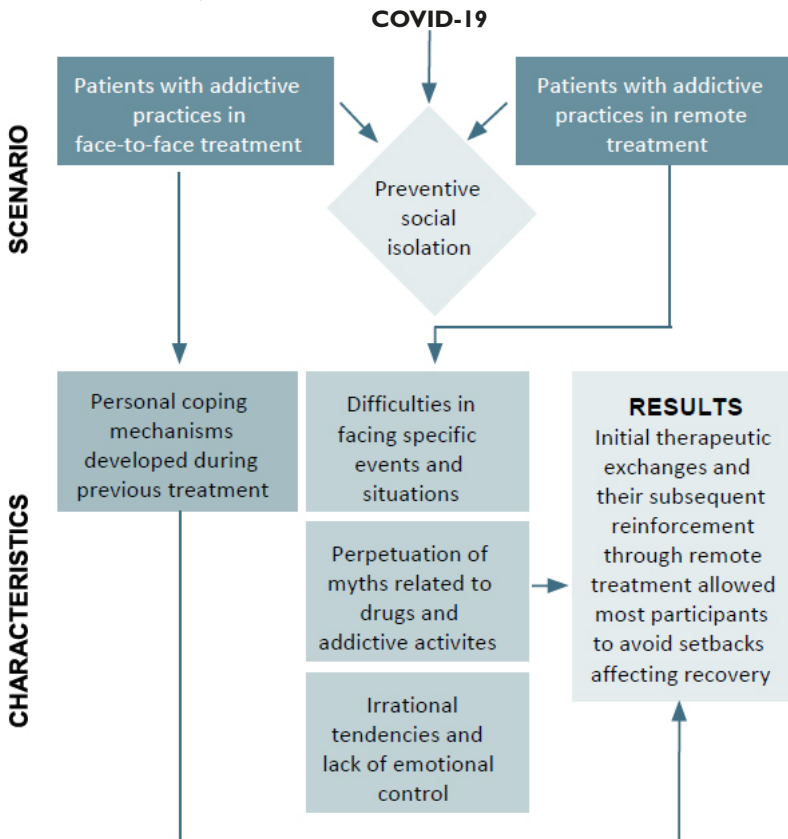 COVID-19
Patients with addictive
practices in
face-to-face treatment
Patients with addictive
practices in remote
treatment
Preventive
social
isolation
SCENARIO
Personal coping
mechanisms
developed during
previous treatment
Difficulties in
facing specific
events and
situations
Perpetuation of
myths related to
drugs and
addictive activites
Irrational
tendencies and
lack of emotional
control
RESULTS
Initial therapeutic
exchanges and
their subsequent
reinforcement
through remote
treatment allowed
most participants
to avoid setbacks
affecting recovery
CHARACTERISTICS